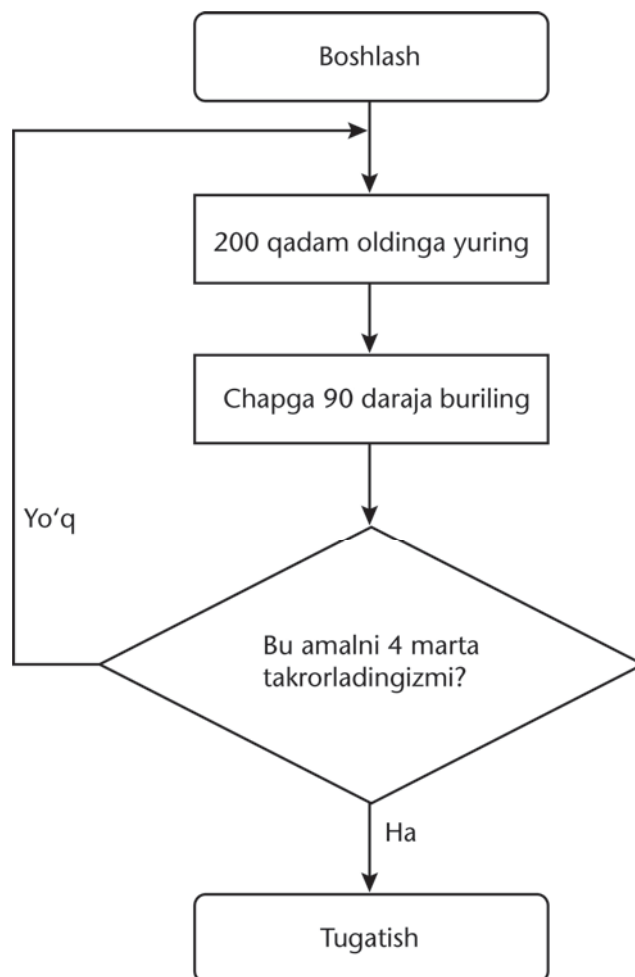 Boshlash
200 qadam oldinga yuring
Chapga 90 daraja buriling
Yo‘q
Bu amalni 4 marta
takrorladingizmi?
Ha
Tugatish